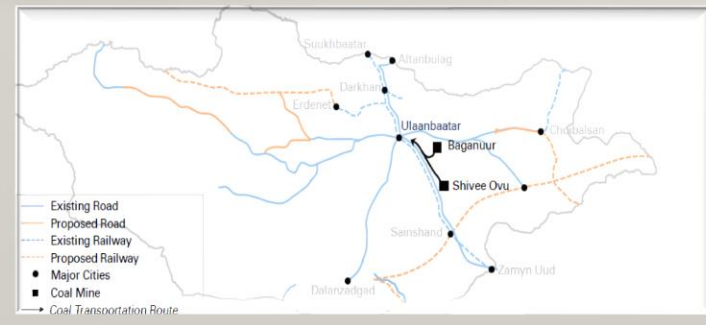 Suukhbaatar
Altanbulag
Darkhan
Erdenet
Ulaanbaatar
Choibalsan
Baganuur
Shivee Ovu
Sainshand
Zamyn Uud
Dalanzadgad
Existing Road
Proposed Road
Existing Railway
Proposed Railway
Major Cities
Coal Mine
Coal Transportation Route